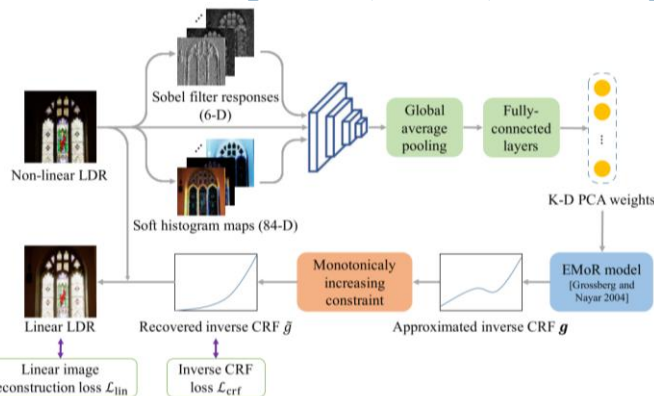 Sobel filter responses
(6-D)
Non-linear LDR
Soft histogram maps (84-D)
Global
average
pooling
Fully-
connected
layers
K-D PCA weights
EMoR model
[Grossberg and
Nayar 2004]
Approximated inverse CRF g
Monotonicaly
increasing
constraint
Recovered inverse CRF g̃
Linear LDR
Linear image
econstruction loss ℒlin
Inverse CRF
loss ℒcrf